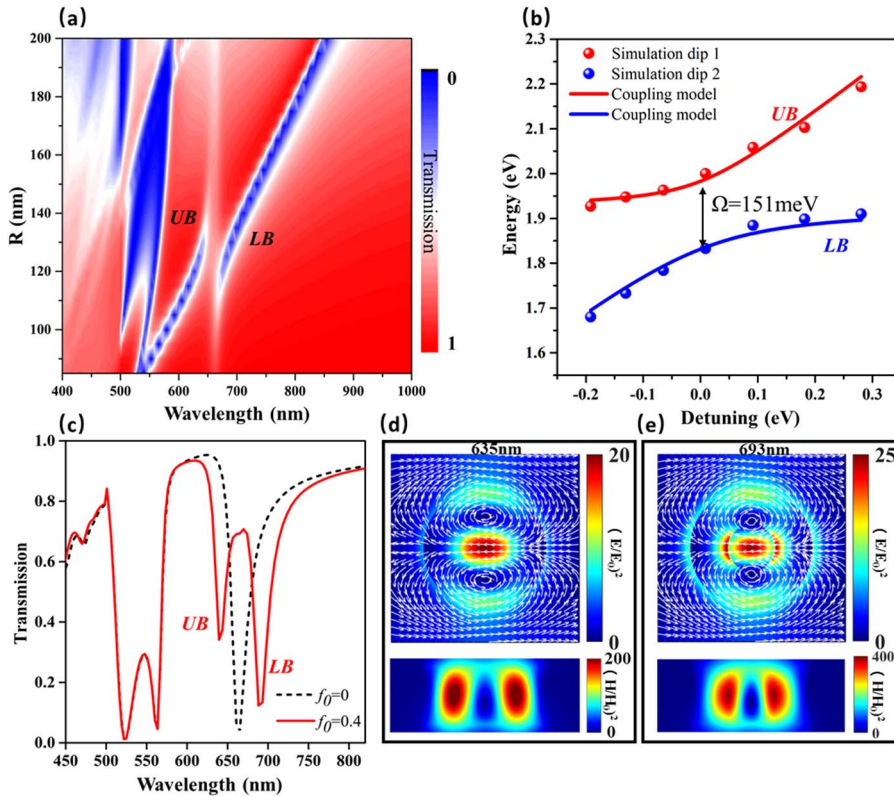 (a)
200
180
160
140
120
100
R (nm)
UB
LB
400 500 600 700 800 900 1000
Wavelength (nm)
0
Transmission
1
(b)
Simulation dip 1
Simulation dip 2
Coupling model
Coupling model
UB
Ω=151meV
LB
2.3
2.2
2.1
2.0
1.9
1.8
1.7
1.6
Energy (eV)
-0.2 -0.1 0.0 0.1 0.2 0.3
Detuning (eV)
(c)
1.0
0.8
0.6
0.4
0.2
0.0
Transmission
UB
LB
f0=0
f0=0.4
450 500 550 600 650 700 750 800
Wavelength (nm)
(d)
635nm
20
(E/E0)²
0
200
100
0
(H/H0)²
(e)
693nm
25
(E/E0)²
0
400
200
0
(H/H0)²